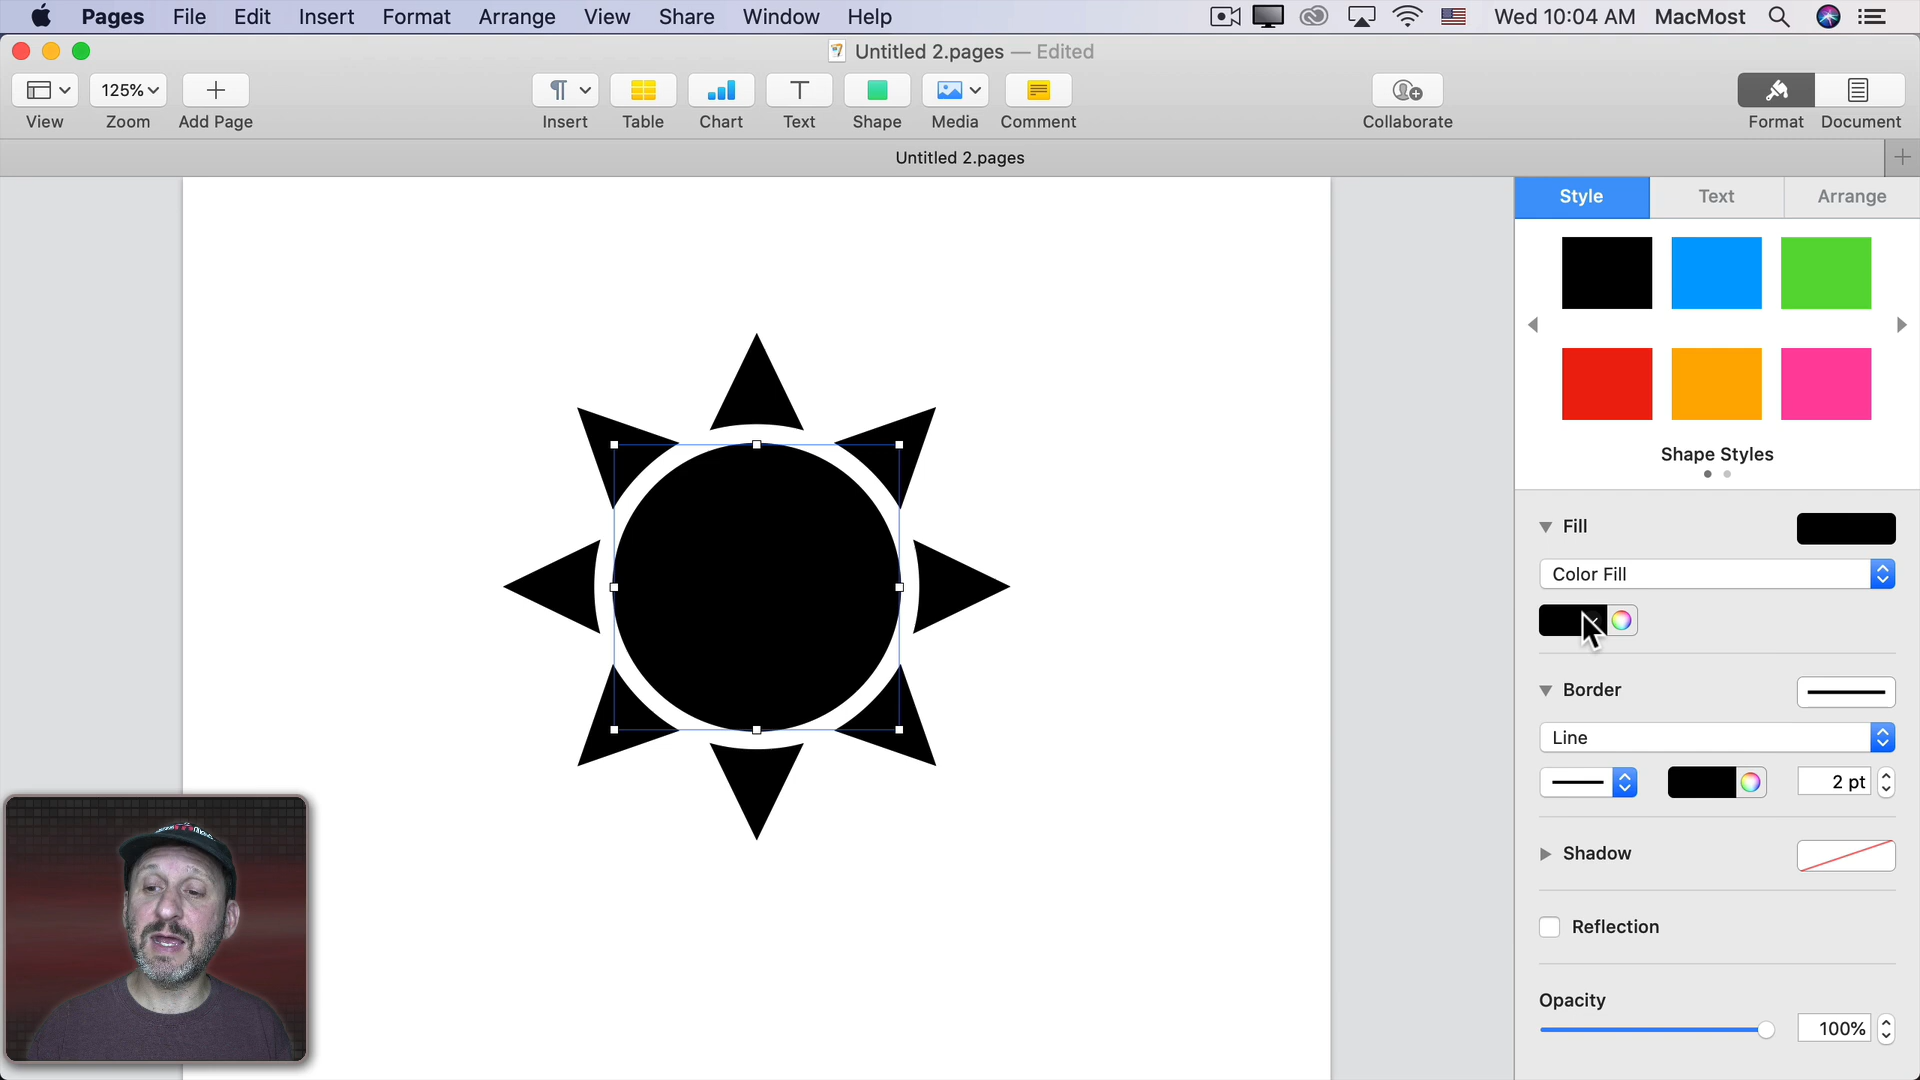 Pages File Edit Insert Format Arrange View Share Window Help Wed 10:04 AM MacMost
Untitled 2.pages — Edited
125%
View Zoom Add Page Insert Table Chart Text Shape Media Comment Collaborate Format Document
Untitled 2.pages
Style Text Arrange
Shape Styles
Fill
Color Fill
Border
Line
2 pt
Shadow
Reflection
Opacity
100%